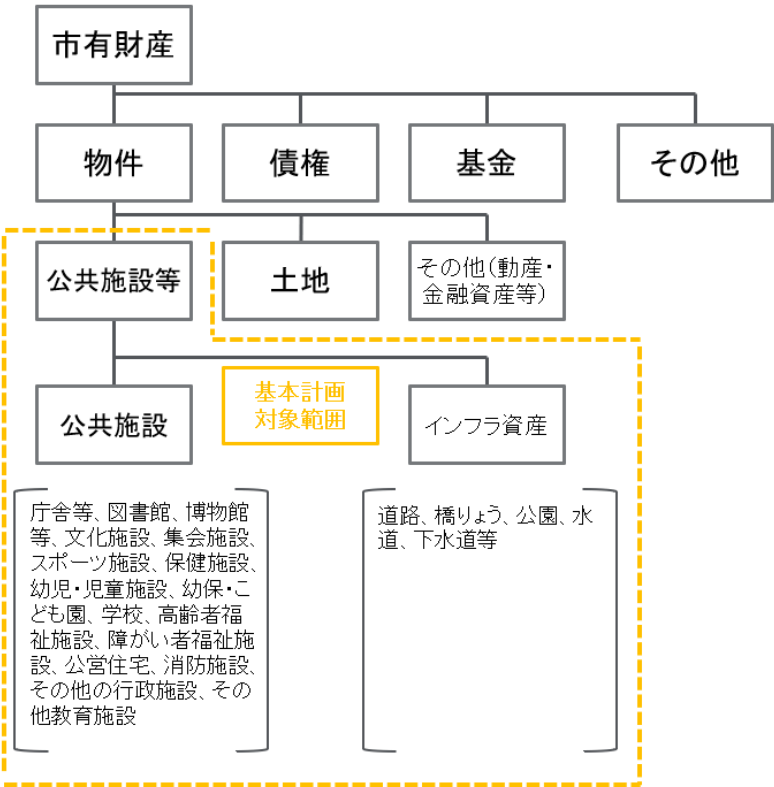 市有財産
物件
債権
基金
その他
公共施設等
土地
その他(動産・
金融資産等)
基本計画
対象範囲
公共施設
インフラ資産
庁舎等、図書館、博物館
等、文化施設、集会施設、
スポーツ施設、保健施設、
幼児・児童施設、幼保・こ
ども園、学校、高齢者福
祉施設、障がい者福祉施
設、公営住宅、消防施設、
その他の行政施設、その
他教育施設
道路、橋りょう、公園、水
道、下水道等